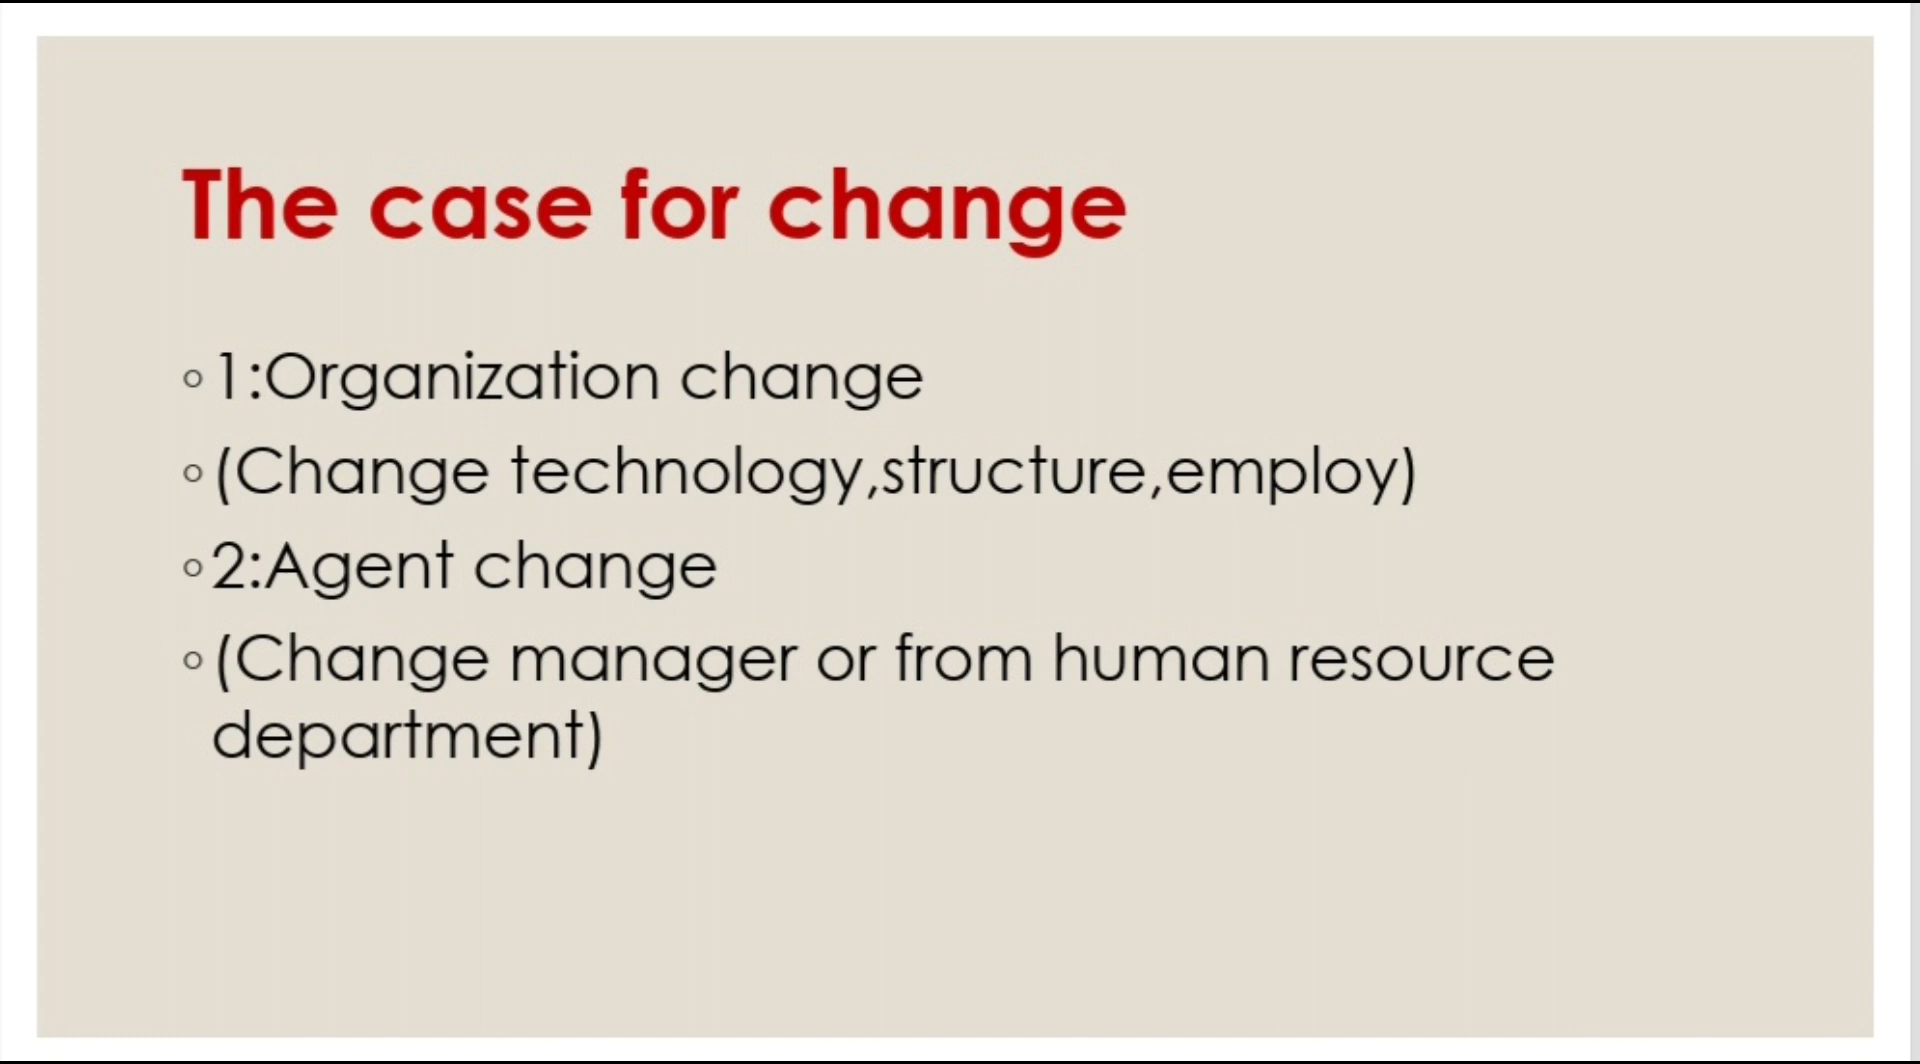 The case for change
◦1:Organization change
◦(Change technology,structure,employ)
◦2:Agent change
◦(Change manager or from human resource
department)